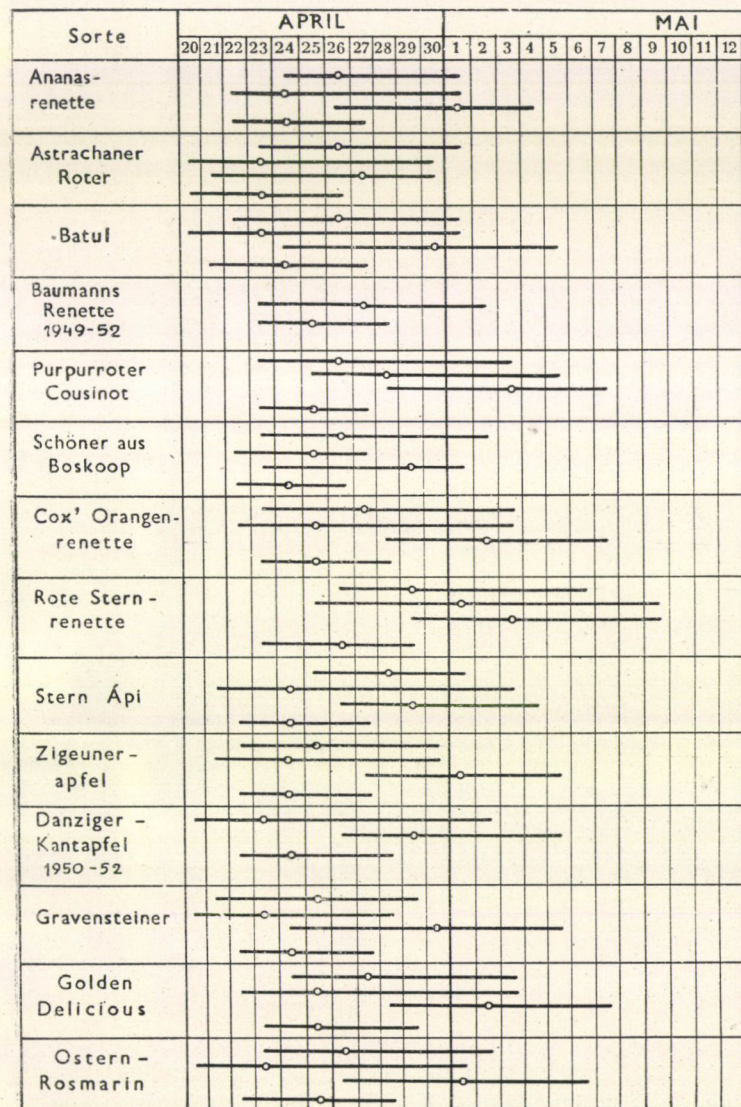 Sorte
APRIL
MAI
20 21 22 23 24 25 26 27 28 29 30 1 2 3 4 5 6 7 8 9 10 11 12
Ananas-
renette
Astrachaner
Roter
Batul
Baumanns
Renette
1949-52
Purpurroter
Cousinot
Schöner aus
Boskoop
Cox' Orangen-
renette
Rote Stern-
renette
Stern Ápi
Zigeuner-
apfel
Danziger-
Kantapfel
1950-52
Gravensteiner
Golden
Delicious
Ostern-
Rosmarin